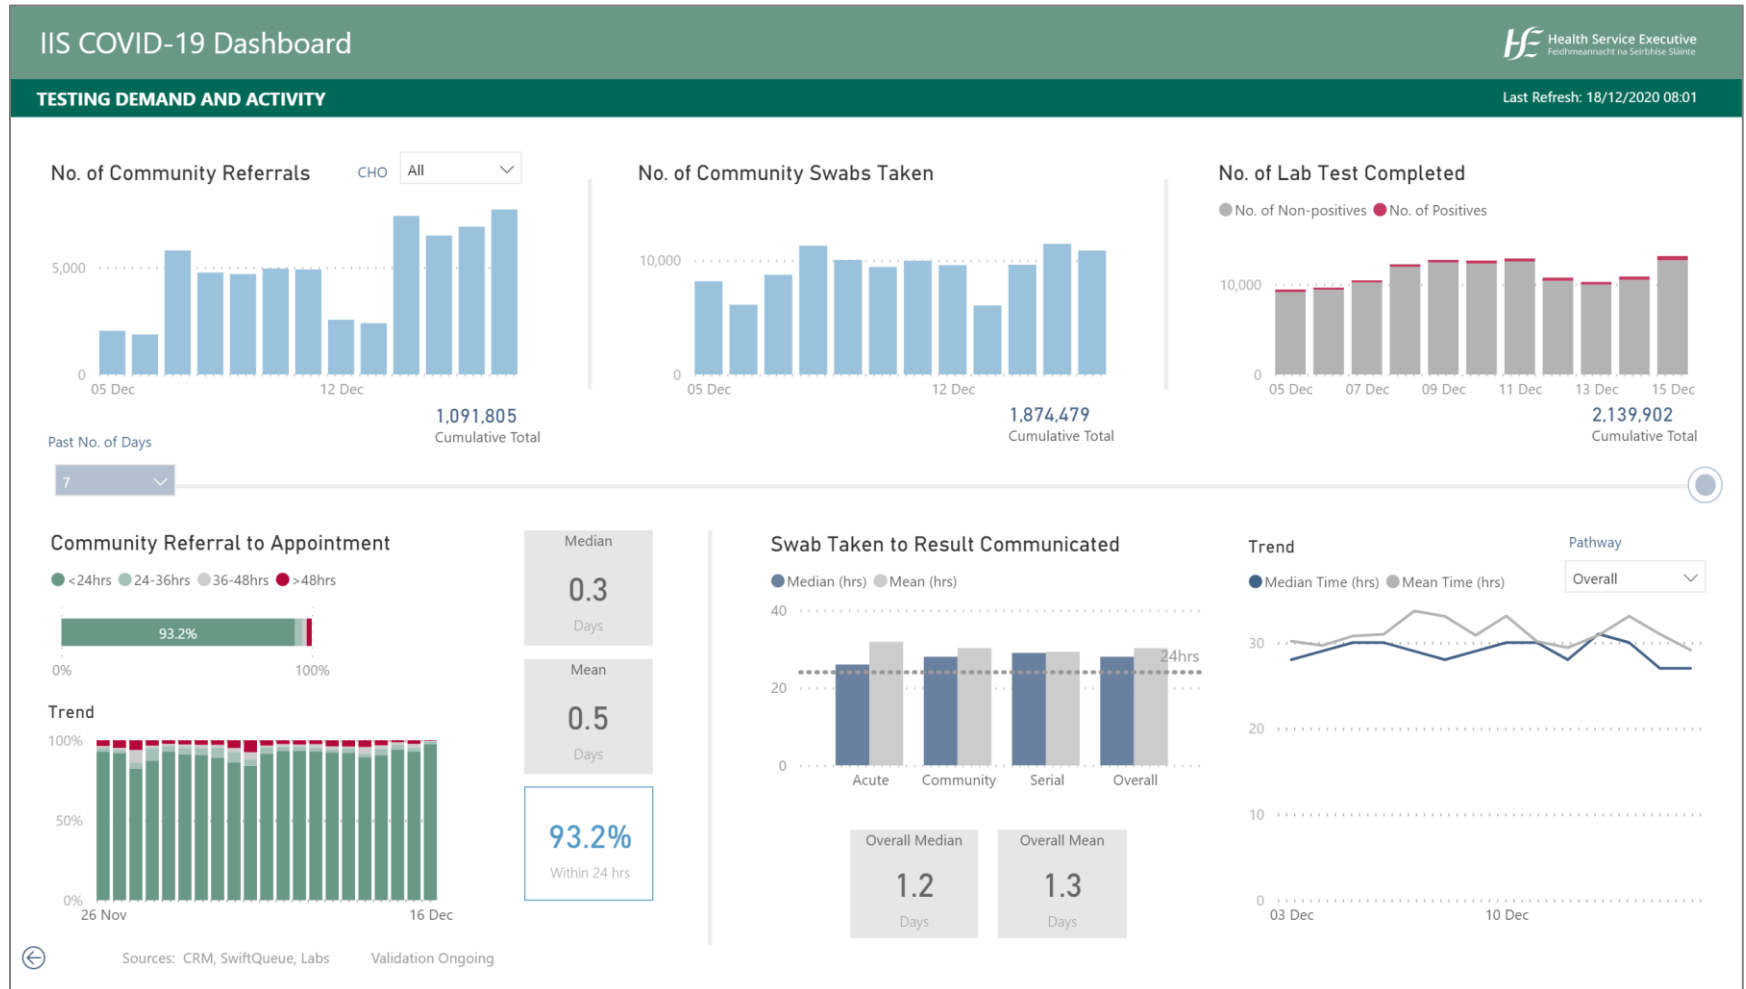 IIS COVID-19 Dashboard
Health Service Executive
Feidhmeannacht na Seirbhíse Sláinte
TESTING DEMAND AND ACTIVITY
Last Refresh: 18/12/2020 08:01
No. of Community Referrals
CHO
All
5,000
0
05 Dec
12 Dec
1,091,805
Cumulative Total
No. of Community Swabs Taken
10,000
0
05 Dec
12 Dec
1,874,479
Cumulative Total
No. of Lab Test Completed
No. of Non-positives No. of Positives
10,000
0
05 Dec 07 Dec 09 Dec 11 Dec 13 Dec 15 Dec
2,139,902
Cumulative Total
Past No. of Days
7
Community Referral to Appointment
<24hrs 24-36hrs 36-48hrs >48hrs
93.2%
0% 100%
Trend
100%
50%
0%
26 Nov 16 Dec
Median
0.3
Days
Mean
0.5
Days
93.2%
Within 24 hrs
Swab Taken to Result Communicated
Median (hrs) Mean (hrs)
40
24hrs
20
0
Acute Community Serial Overall
Overall Median
1.2
Days
Overall Mean
1.3
Days
Trend
Pathway
Overall
Median Time (hrs) Mean Time (hrs)
30
20
10
0
03 Dec 10 Dec
Sources: CRM, SwiftQueue, Labs Validation Ongoing